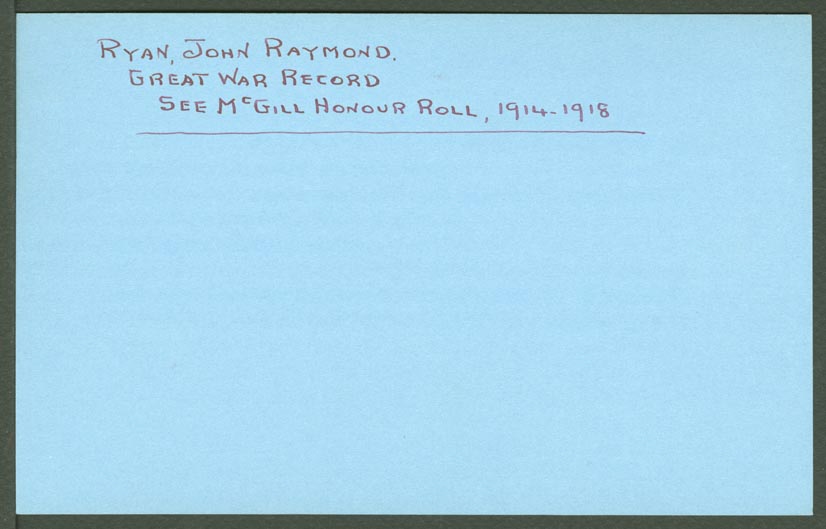 RYAN, JOHN RAYMOND.
GREAT WAR RECORD
SEE McGILL HONOUR ROLL, 1914-1918